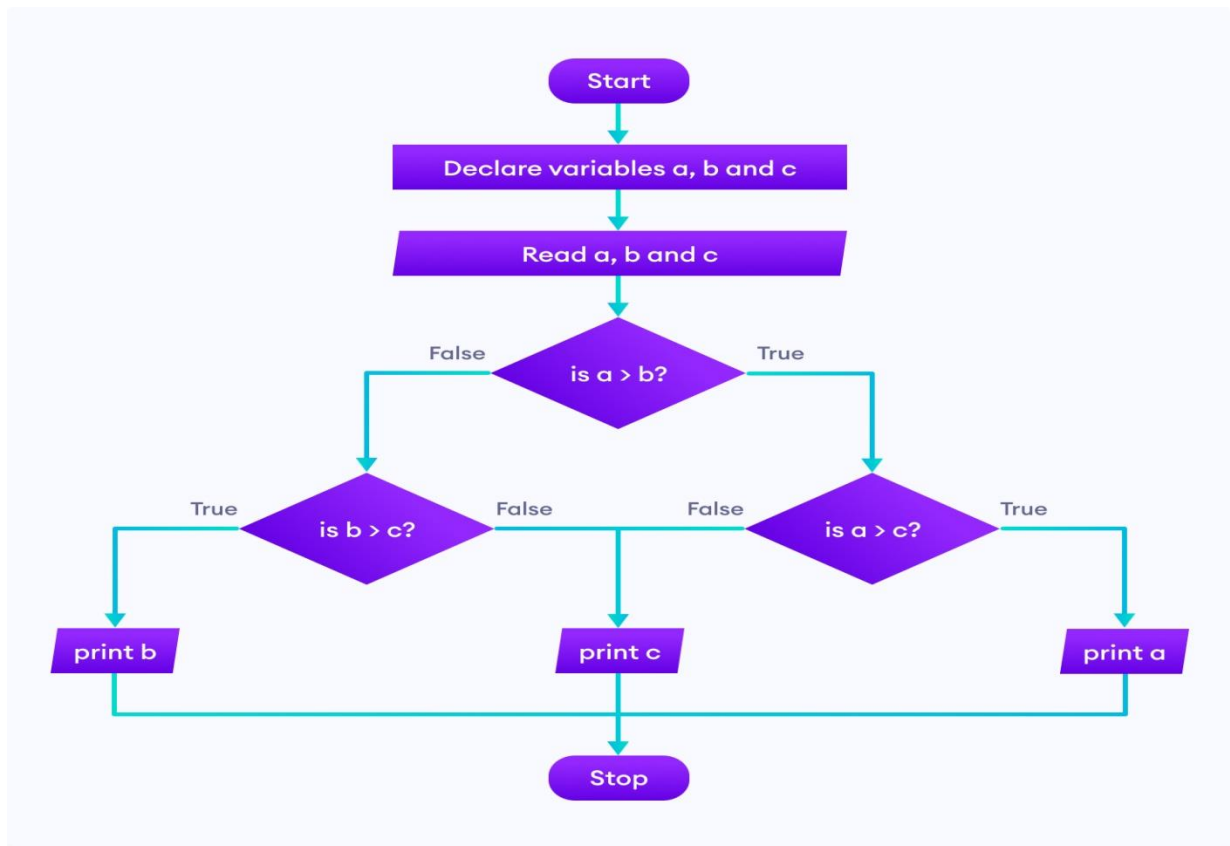 Start
Declare variables a, b and c
Read a, b and c
False
True
is a > b?
True
False
False
True
is b > c?
is a > c?
print b
print c
print a
Stop